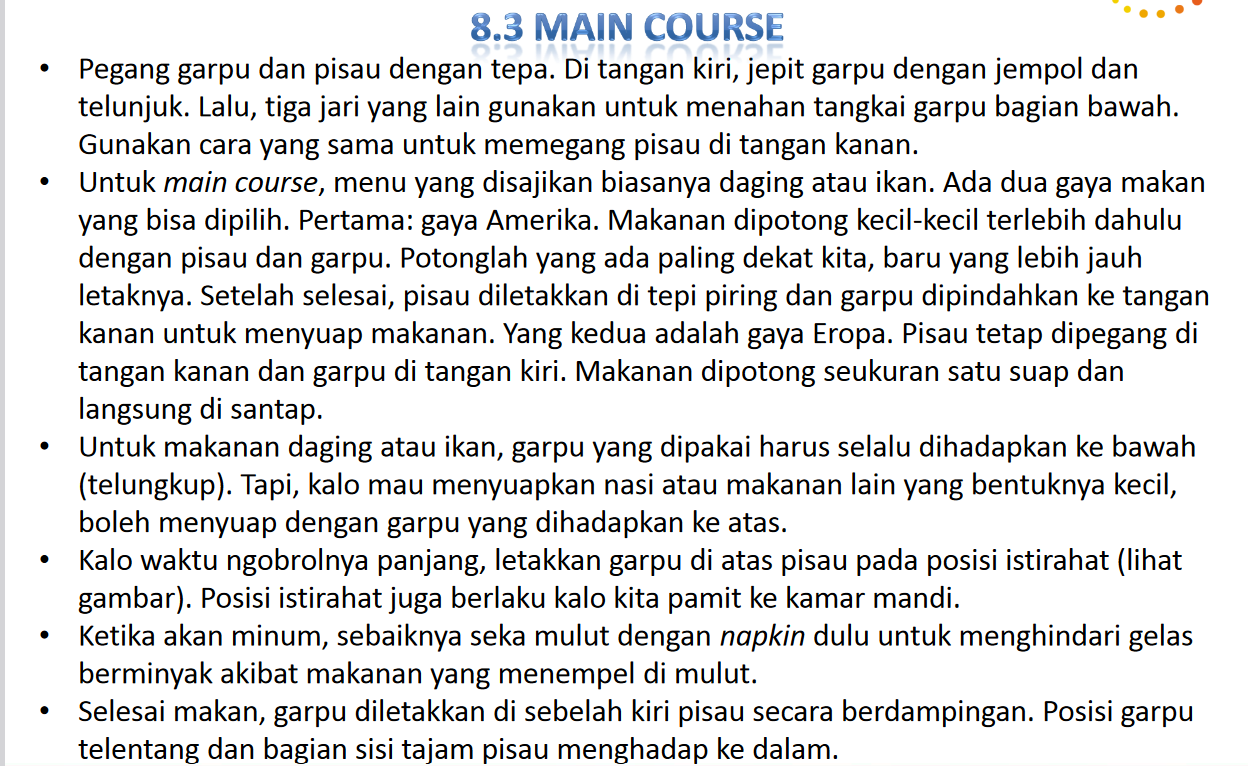 8.3 MAIN COURSE
• Pegang garpu dan pisau dengan tepa. Di tangan kiri, jepit garpu dengan jempol dan
telunjuk. Lalu, tiga jari yang lain gunakan untuk menahan tangkai garpu bagian bawah.
Gunakan cara yang sama untuk memegang pisau di tangan kanan.
• Untuk main course, menu yang disajikan biasanya daging atau ikan. Ada dua gaya makan
yang bisa dipilih. Pertama: gaya Amerika. Makanan dipotong kecil-kecil terlebih dahulu
dengan pisau dan garpu. Potonglah yang ada paling dekat kita, baru yang lebih jauh
letaknya. Setelah selesai, pisau diletakkan di tepi piring dan garpu dipindahkan ke tangan
kanan untuk menyuap makanan. Yang kedua adalah gaya Eropa. Pisau tetap dipegang di
tangan kanan dan garpu di tangan kiri. Makanan dipotong seukuran satu suap dan
langsung di santap.
• Untuk makanan daging atau ikan, garpu yang dipakai harus selalu dihadapkan ke bawah
(telungkup). Tapi, kalo mau menyuapkan nasi atau makanan lain yang bentuknya kecil,
boleh menyuap dengan garpu yang dihadapkan ke atas.
• Kalo waktu ngobrolnya panjang, letakkan garpu di atas pisau pada posisi istirahat (lihat
gambar). Posisi istirahat juga berlaku kalo kita pamit ke kamar mandi.
• Ketika akan minum, sebaiknya seka mulut dengan napkin dulu untuk menghindari gelas
berminyak akibat makanan yang menempel di mulut.
• Selesai makan, garpu diletakkan di sebelah kiri pisau secara berdampingan. Posisi garpu
telentang dan bagian sisi tajam pisau menghadap ke dalam.